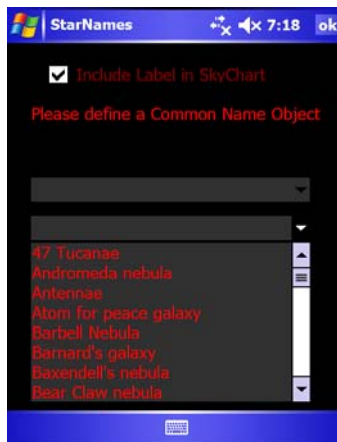 StarNames 7:18 ok
Include Label in SkyChart
Please define a Common Name Object
47 Tucanae
Andromeda nebula
Antennae
Atom for peace galaxy
Barbell Nebula
Barnard's galaxy
Baxendell's nebula
Bear Claw nebula